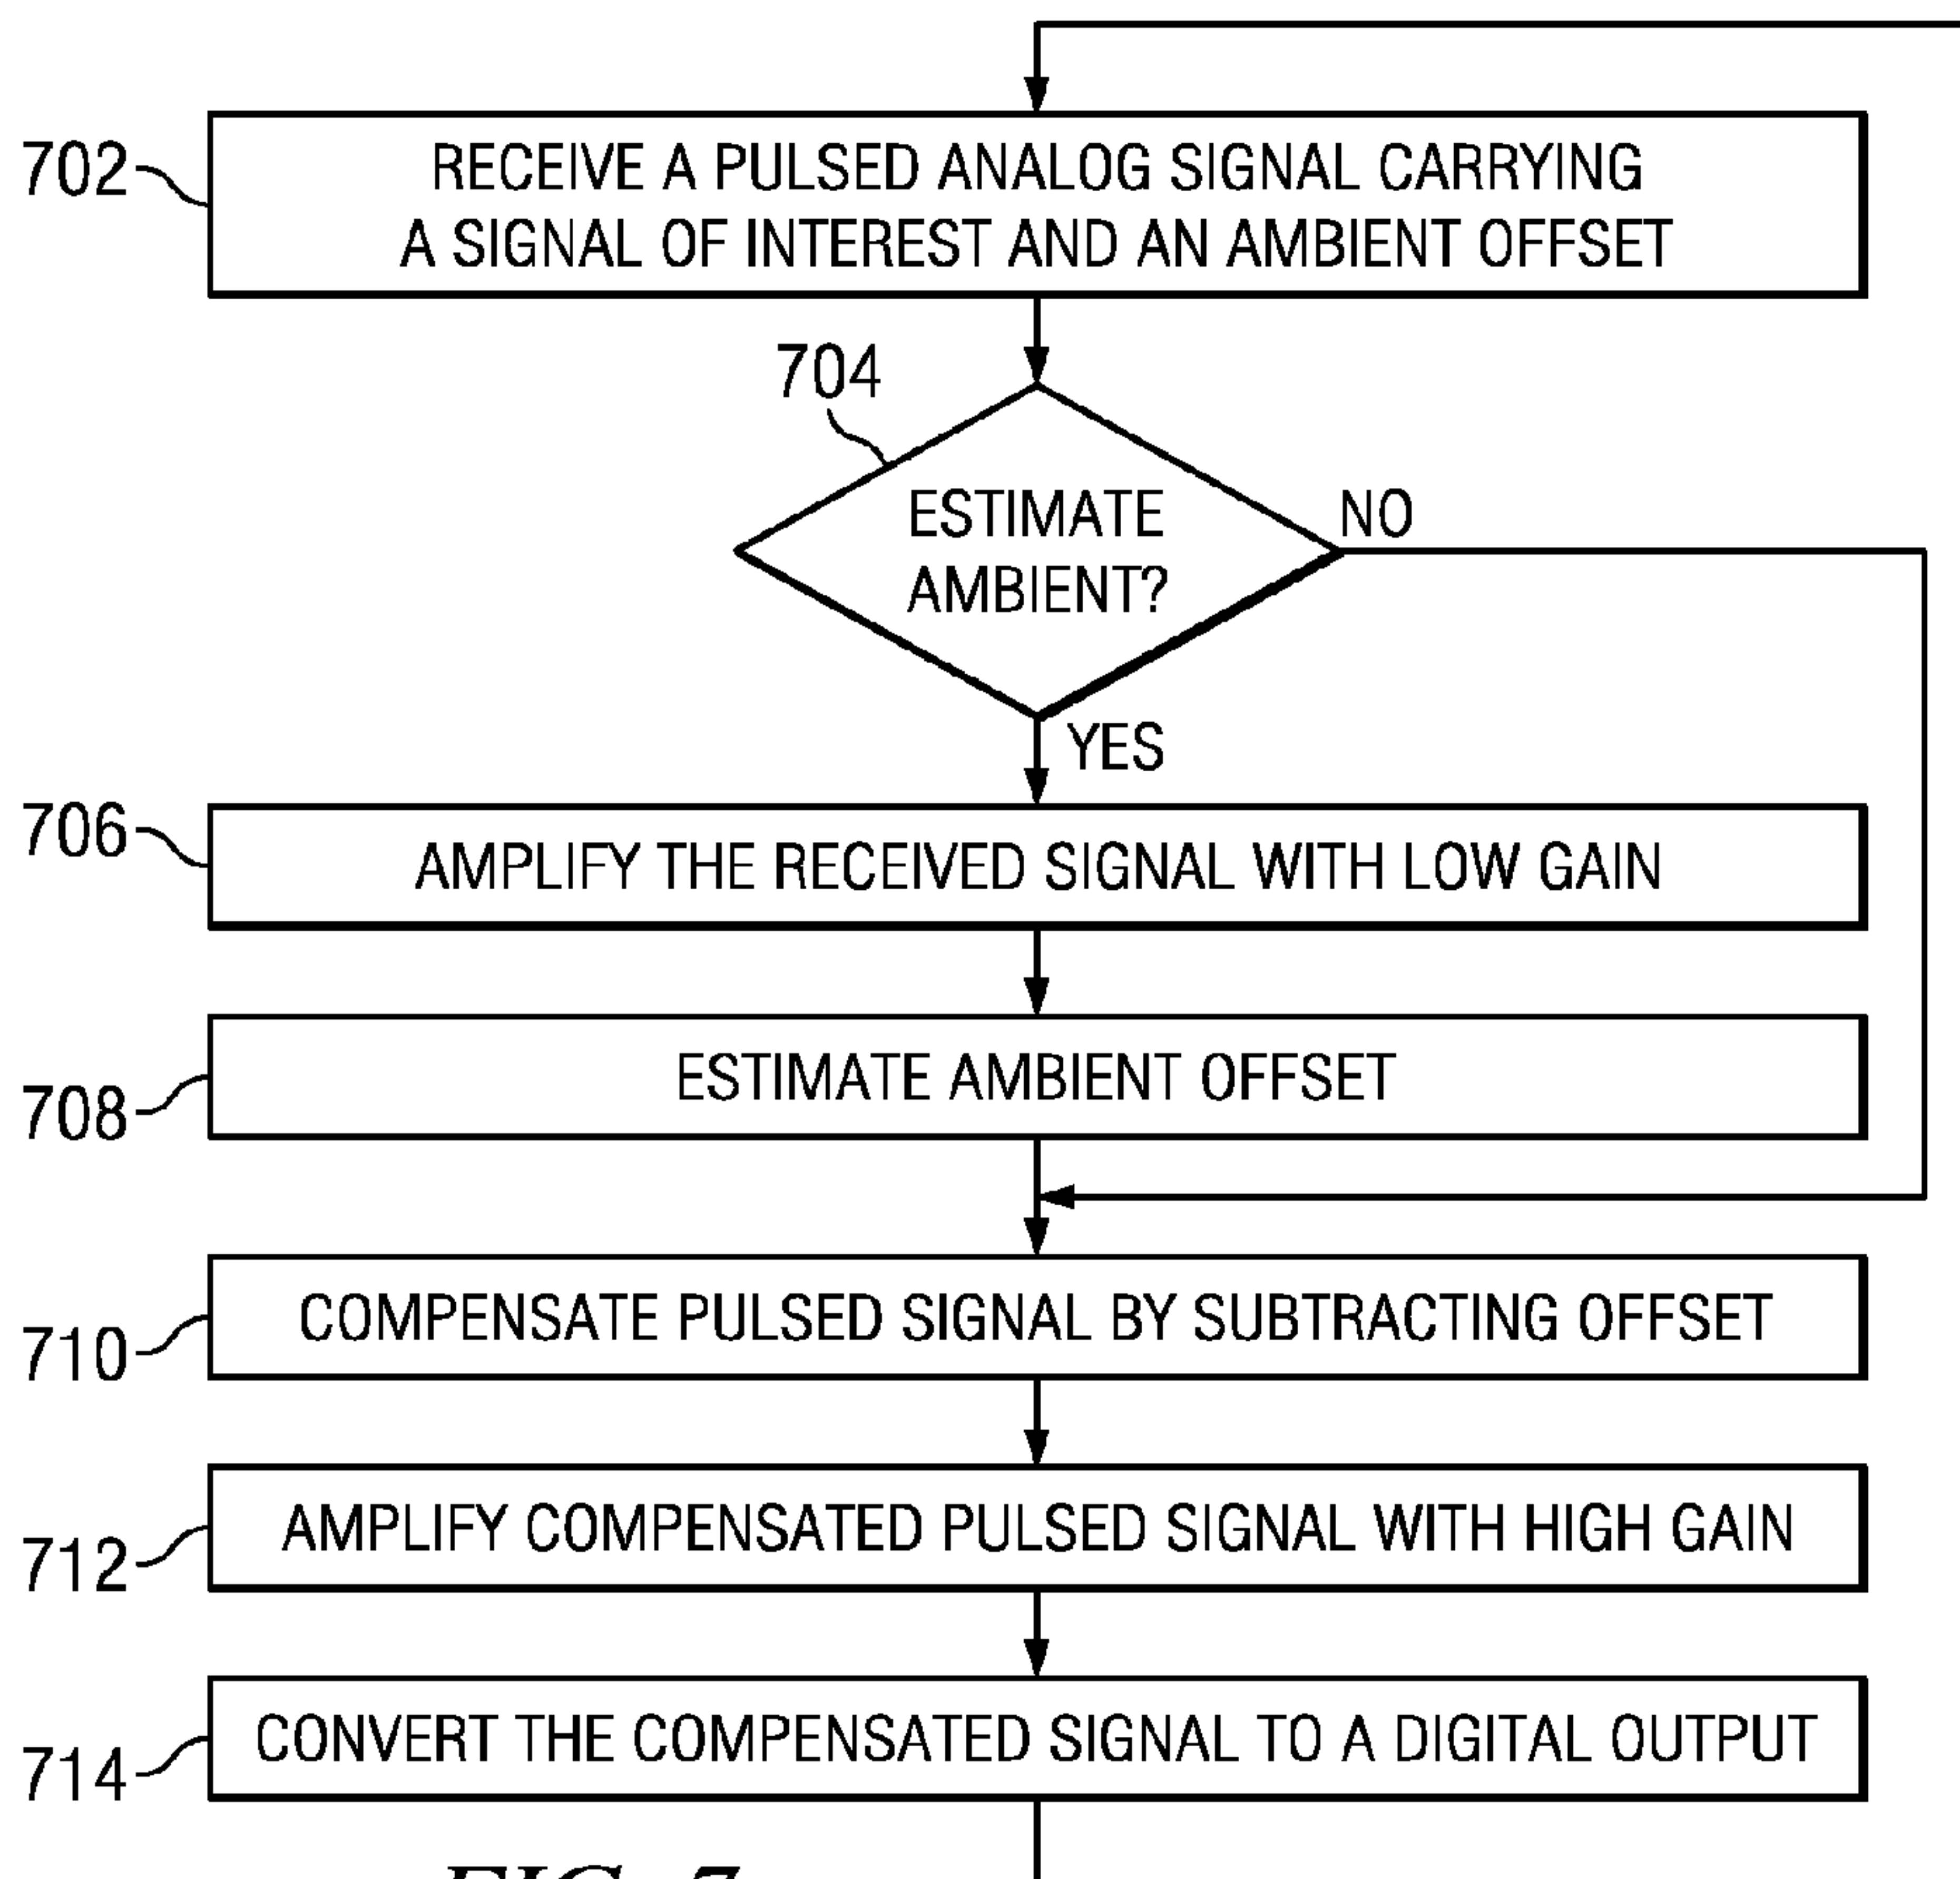 702
RECEIVE A PULSED ANALOG SIGNAL CARRYING
A SIGNAL OF INTEREST AND AN AMBIENT OFFSET
704
ESTIMATE
AMBIENT?
NO
YES
706
AMPLIFY THE RECEIVED SIGNAL WITH LOW GAIN
708
ESTIMATE AMBIENT OFFSET
710
COMPENSATE PULSED SIGNAL BY SUBTRACTING OFFSET
712
AMPLIFY COMPENSATED PULSED SIGNAL WITH HIGH GAIN
714
CONVERT THE COMPENSATED SIGNAL TO A DIGITAL OUTPUT